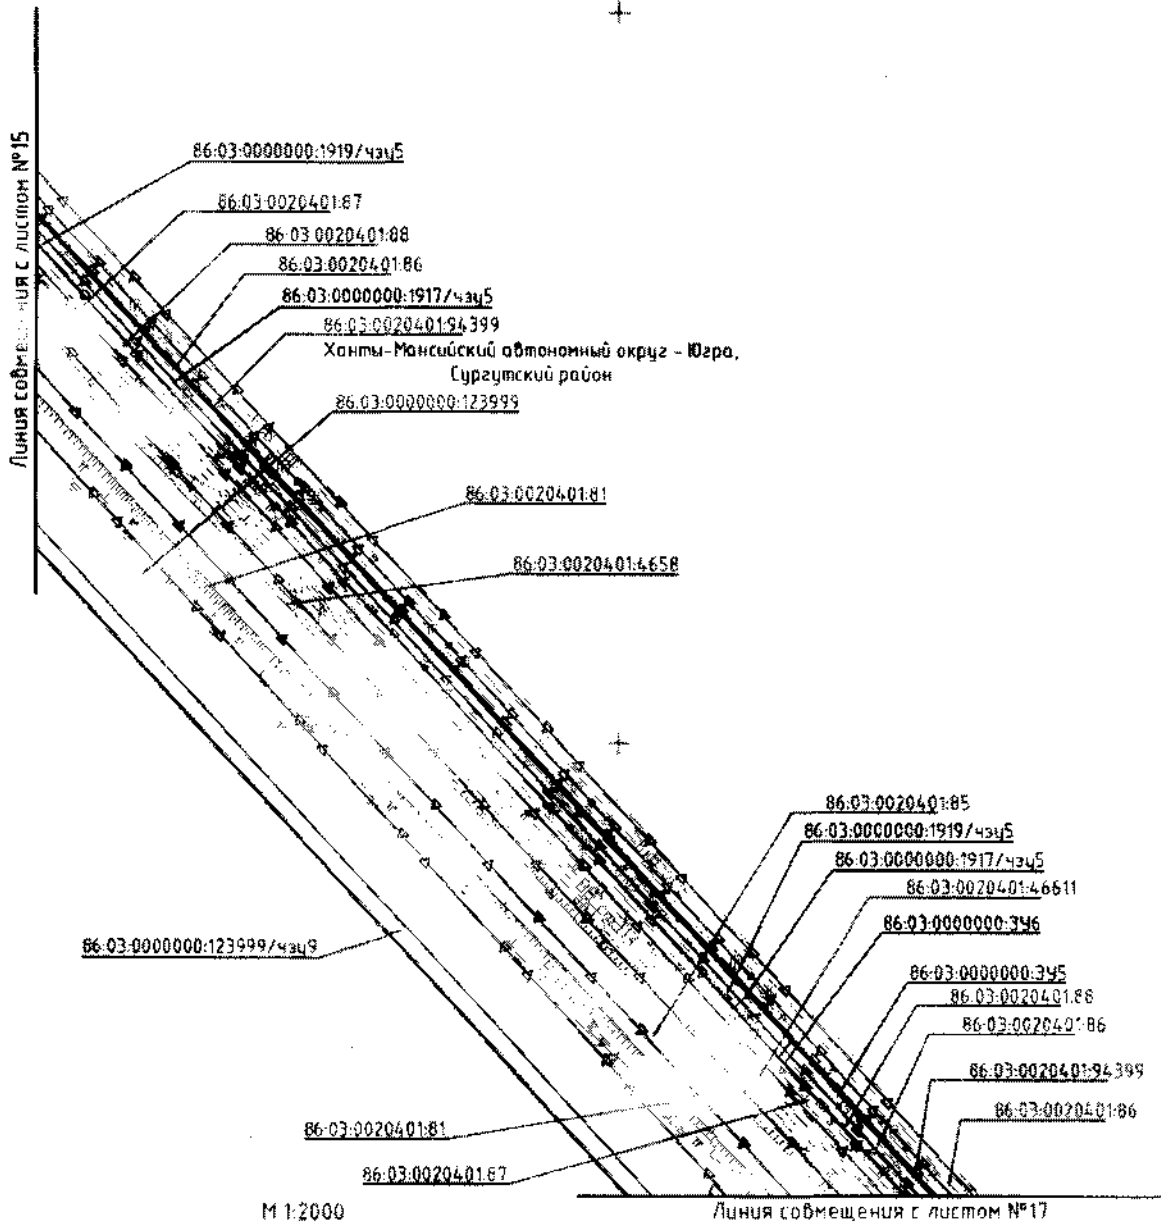 Линия совмещения с листом №15
86:03:0000000:1919/чзу5
86:03:0020401:87
86:03:0020401:88
86:03:0020401:86
86:03:0000000:1917/чзу5
86:03:0020401:94399
Ханты-Мансийский автономный округ - Югра,
Сургутский район
86:03:0000000:123999
86:03:0020401:81
86:03:0020401:4658
86:03:0020401:85
86:03:0000000:1919/чзу5
86:03:0000000:1917/чзу5
86:03:0020401:46611
86:03:0000000:ЗУ6
86:03:0000000:123999/чзу9
86:03:0000000:ЗУ5
86:03:0020401:88
86:03:0020401:86
86:03:0020401:94399
86:03:0020401:86
86:03:0020401:81
86:03:0020401:87
М 1:2000
Линия совмещения с листом №17